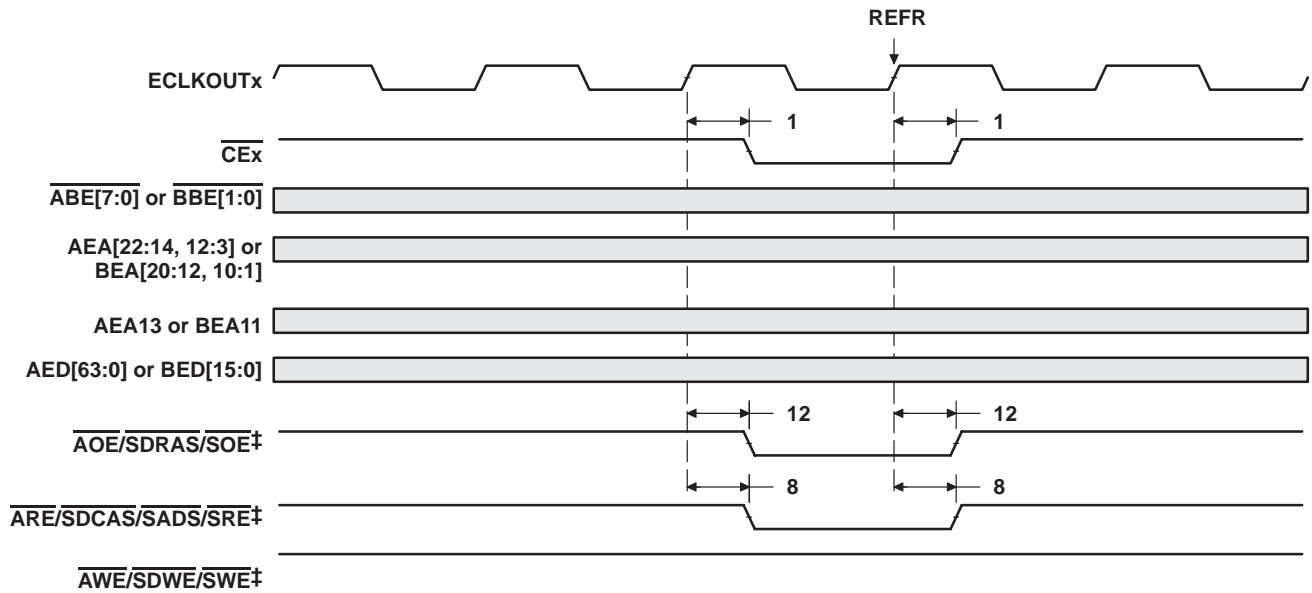 REFR
ECLKOUTx
1 1
CEx
ABE[7:0] or BBE[1:0]
AEA[22:14, 12:3] or
BEA[20:12, 10:1]
AEA13 or BEA11
AED[63:0] or BED[15:0]
12 12
AOE/SDRAS/SOE‡
8 8
ARE/SDCAS/SADS/SRE‡
AWE/SDWE/SWE‡